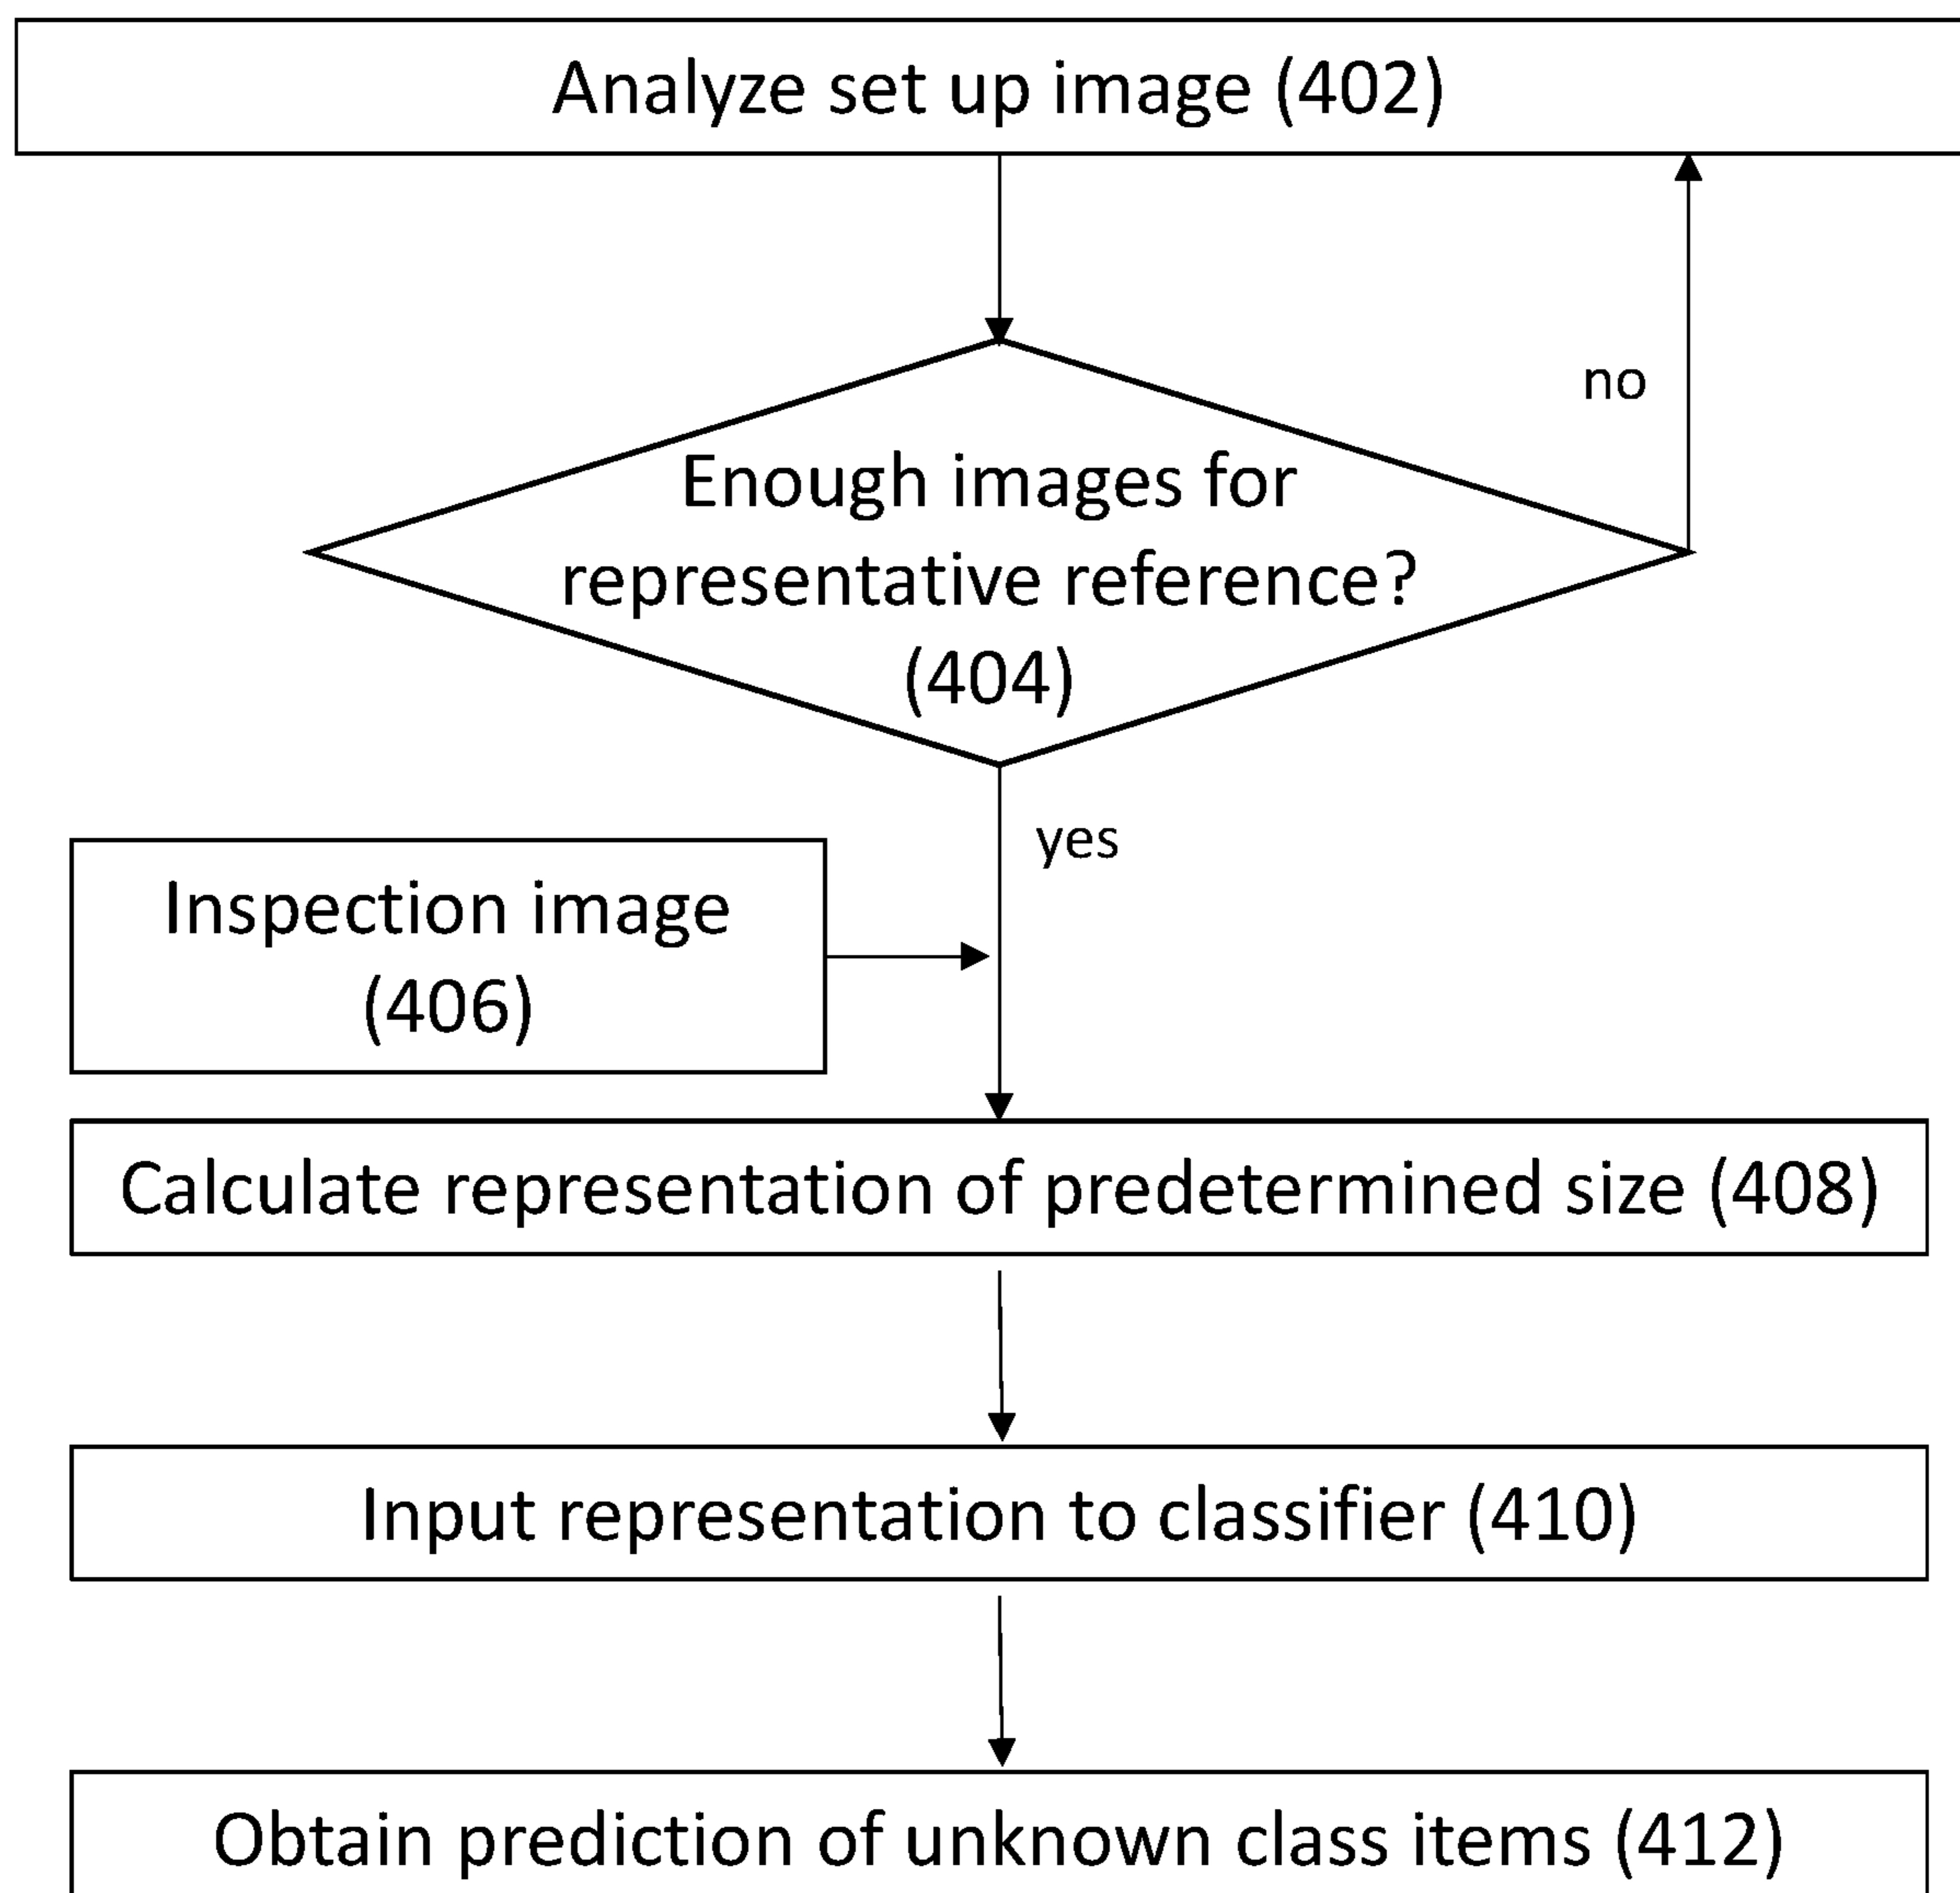 Analyze set up image (402)
no
Enough images for
representative reference?
(404)
yes
Inspection image
(406)
Calculate representation of predetermined size (408)
Input representation to classifier (410)
Obtain prediction of unknown class items (412)